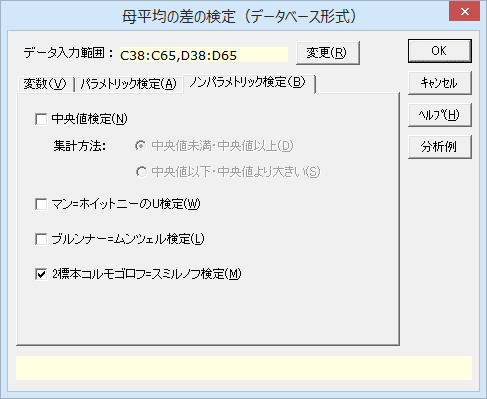 母平均の差の検定（データベース形式）
データ入力範囲： C38:C65,D38:D65 変更(R)
OK
キャンセル
ヘルプ(H)
分析例
変数(V) パラメトリック検定(A) ノンパラメトリック検定(B)
中央値検定(N)
集計方法: 中央値未満・中央値以上(D)
中央値以下・中央値より大きい(S)
マン=ホイットニーのU検定(W)
ブルンナー=ムンツェル検定(L)
2標本コルモゴロフ=スミルノフ検定(M)